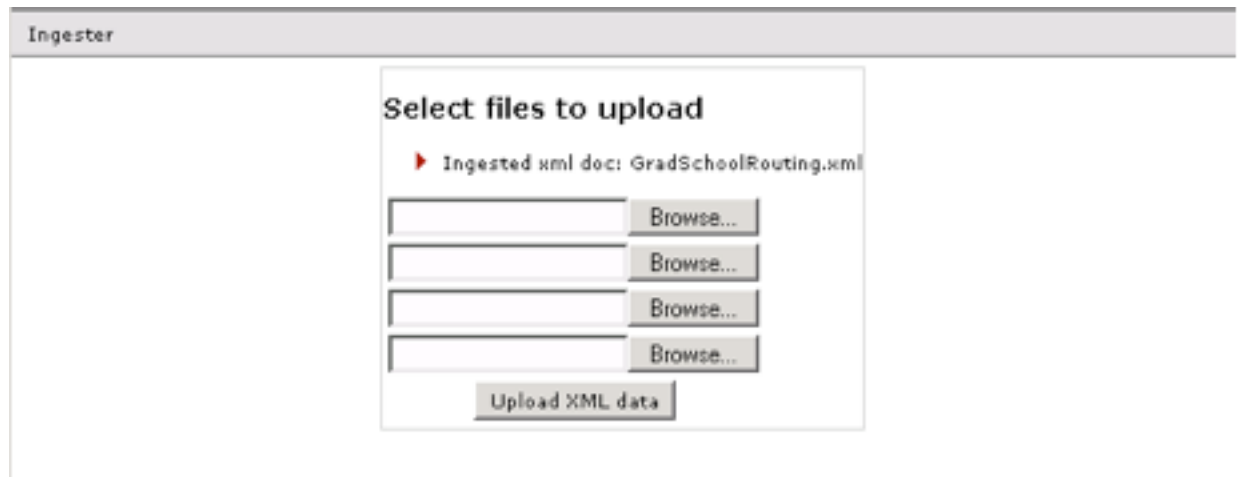 Ingester
Select files to upload
Ingested xml doc: GradSchoolRouting.xml
Browse...
Browse...
Browse...
Browse...
Upload XML data